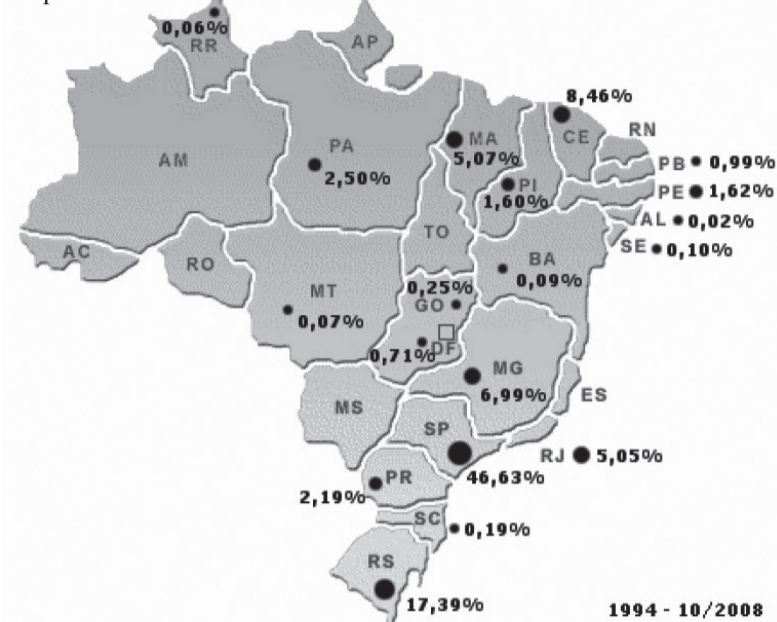 0,06%
RR
AP
8,46%
CE
RN
MA
5,07%
PA
2,50%
AM
PB 0,99%
PI
1,60%
PE 1,62%
AL 0,02%
SE 0,10%
TO
AC
RO
BA
0,09%
MT
0,07%
0,25%
GO
DF
0,71%
MG
6,99%
ES
MS
SP
46,63%
RJ 5,05%
PR
2,19%
SC
0,19%
RS
17,39%
1994 - 10/2008